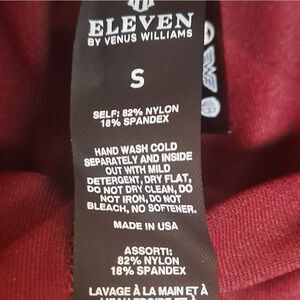 ELEVEN
BY VENUS WILLIAMS
S
SELF: 82% NYLON
18% SPANDEX
HAND WASH COLD
SEPARATELY AND INSIDE
OUT WITH MILD
DETERGENT, DRY FLAT,
DO NOT DRY CLEAN, DO
NOT IRON, DO NOT
BLEACH, NO SOFTENER.
MADE IN USA
ASSORTI:
82% NYLON
18% SPANDEX
LAVAGE À LA MAIN ET À